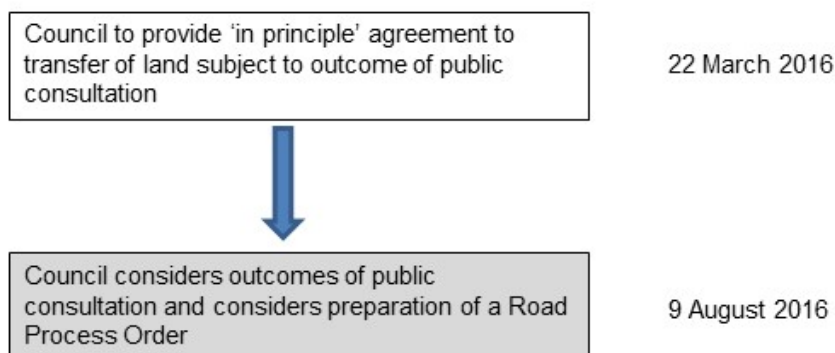 Council to provide ‘in principle’ agreement to
transfer of land subject to outcome of public
consultation
22 March 2016
Council considers outcomes of public
consultation and considers preparation of a Road
Process Order
9 August 2016